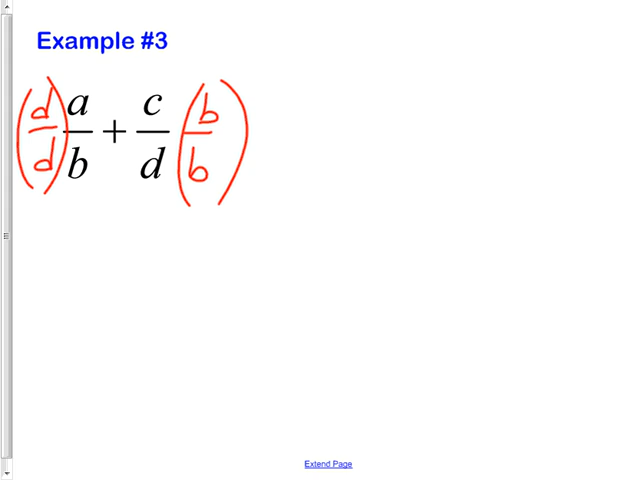 Example #3
(d/d) a/b + c/d (b/b)
Extend Page